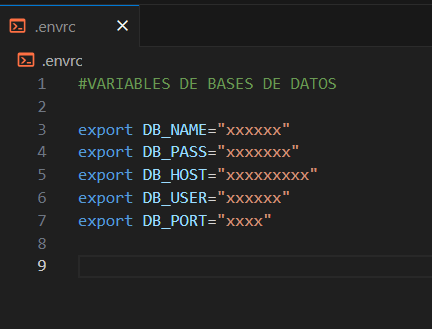 .envrc
.envrc
1 #VARIABLES DE BASES DE DATOS
2
3 export DB_NAME="xxxxxx"
4 export DB_PASS="xxxxxxx"
5 export DB_HOST="xxxxxxxxx"
6 export DB_USER="xxxxxx"
7 export DB_PORT="xxxx"
8
9